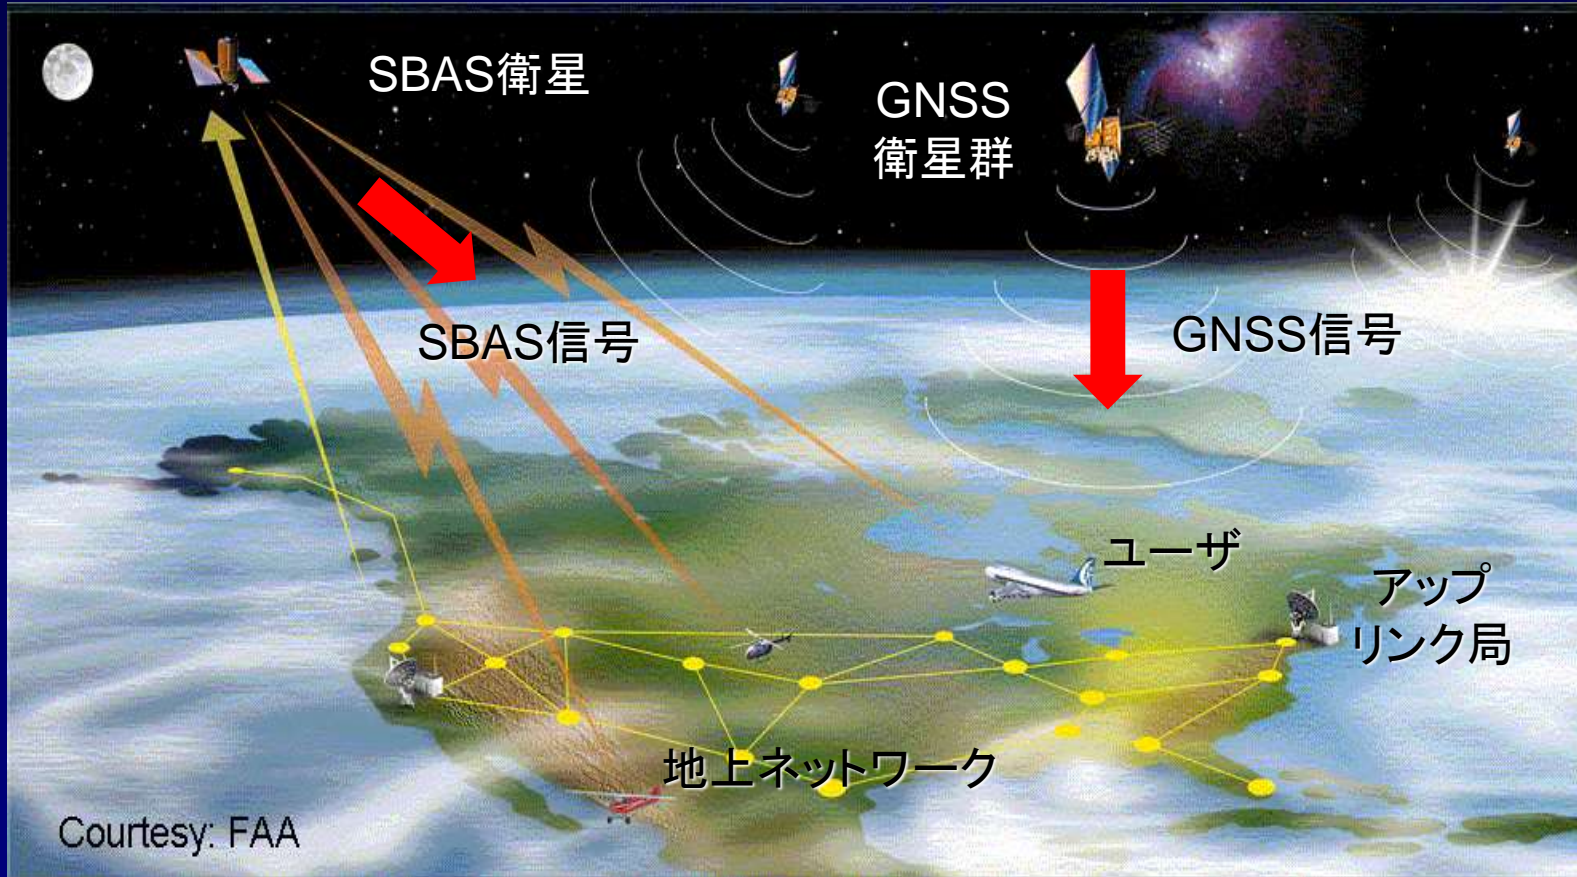 SBAS衛星
GNSS
衛星群
SBAS信号
GNSS信号
ユーザ
アップ
リンク局
地上ネットワーク
Courtesy: FAA